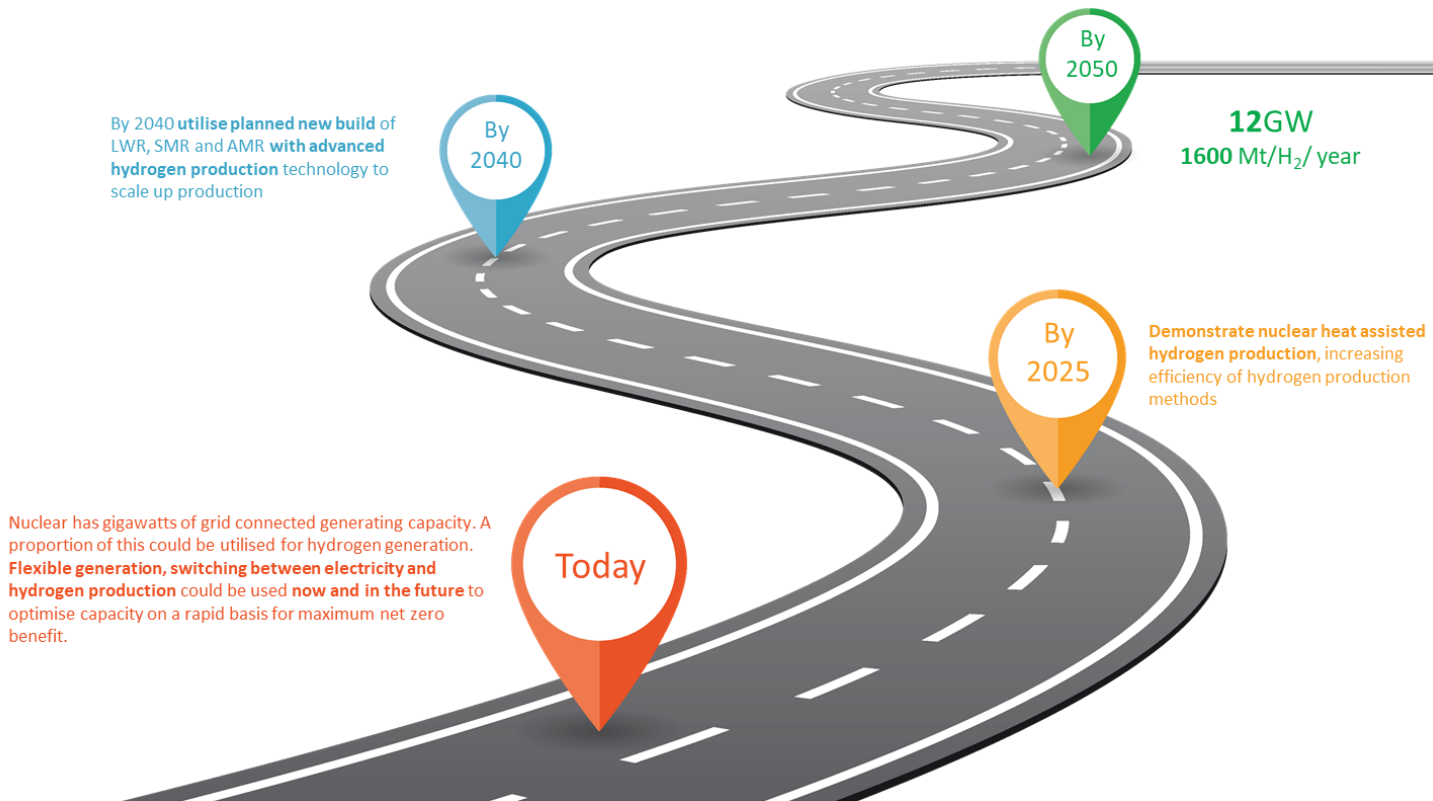 By
2050
12GW
1600 Mt/H₂/ year
By 2040 utilise planned new build of
LWR, SMR and AMR with advanced
hydrogen production technology to
scale up production
By
2040
By
2025
Demonstrate nuclear heat assisted
hydrogen production, increasing
efficiency of hydrogen production
methods
Nuclear has gigawatts of grid connected generating capacity. A
proportion of this could be utilised for hydrogen generation.
Flexible generation, switching between electricity and
hydrogen production could be used now and in the future to
optimise capacity on a rapid basis for maximum net zero
benefit.
Today